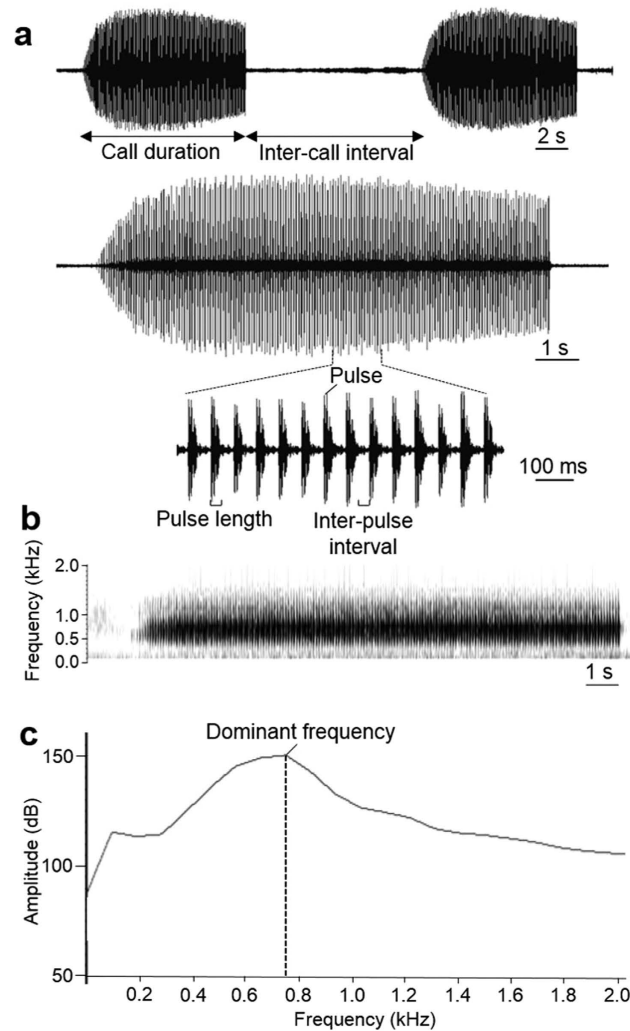 a
Call duration
Inter-call interval
2 s
1 s
Pulse
100 ms
Pulse length
Inter-pulse
interval
b
Frequency (kHz)
2.0
1.0
0.5
0.0
1 s
c
Dominant frequency
Amplitude (dB)
150
100
50
0.2 0.4 0.6 0.8 1.0 1.2 1.4 1.6 1.8 2.0
Frequency (kHz)